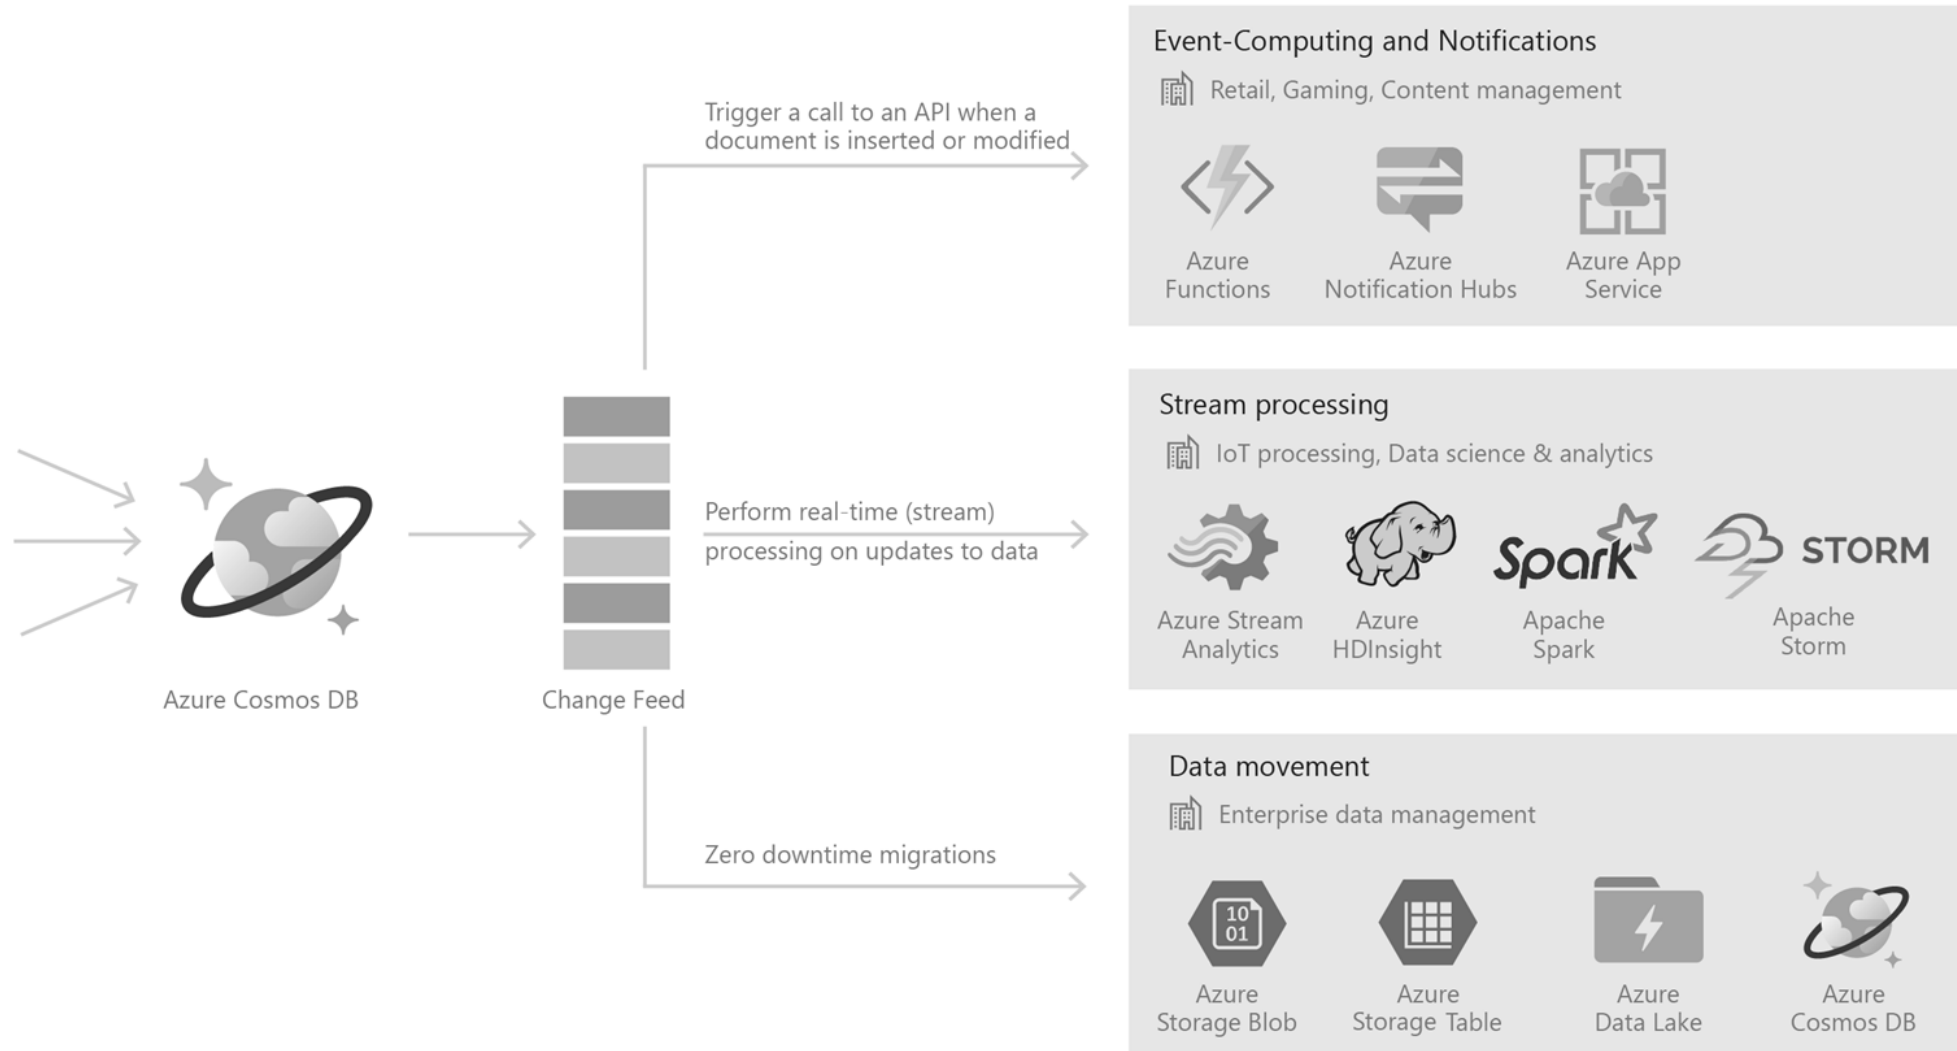 Event-Computing and Notifications
Retail, Gaming, Content management
Trigger a call to an API when a
document is inserted or modified
Azure
Functions
Azure
Notification Hubs
Azure App
Service
Stream processing
IoT processing, Data science & analytics
Perform real-time (stream)
processing on updates to data
Spark
STORM
Azure Stream
Analytics
Azure
HDInsight
Apache
Spark
Apache
Storm
Azure Cosmos DB
Change Feed
Data movement
Enterprise data management
Zero downtime migrations
10
01
Azure
Storage Blob
Azure
Storage Table
Azure
Data Lake
Azure
Cosmos DB